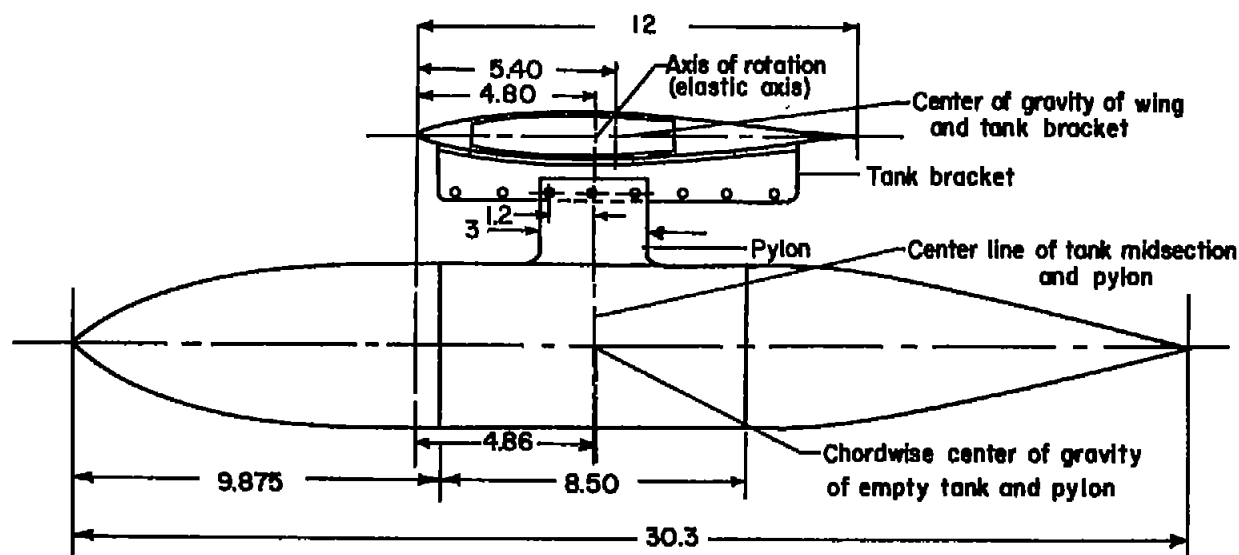 12
5.40
4.80
Axis of rotation
(elastic axis)
Center of gravity of wing
and tank bracket
Tank bracket
1.2
3
Pylon
Center line of tank midsection
and pylon
4.86
9.875
8.50
Chordwise center of gravity
of empty tank and pylon
30.3